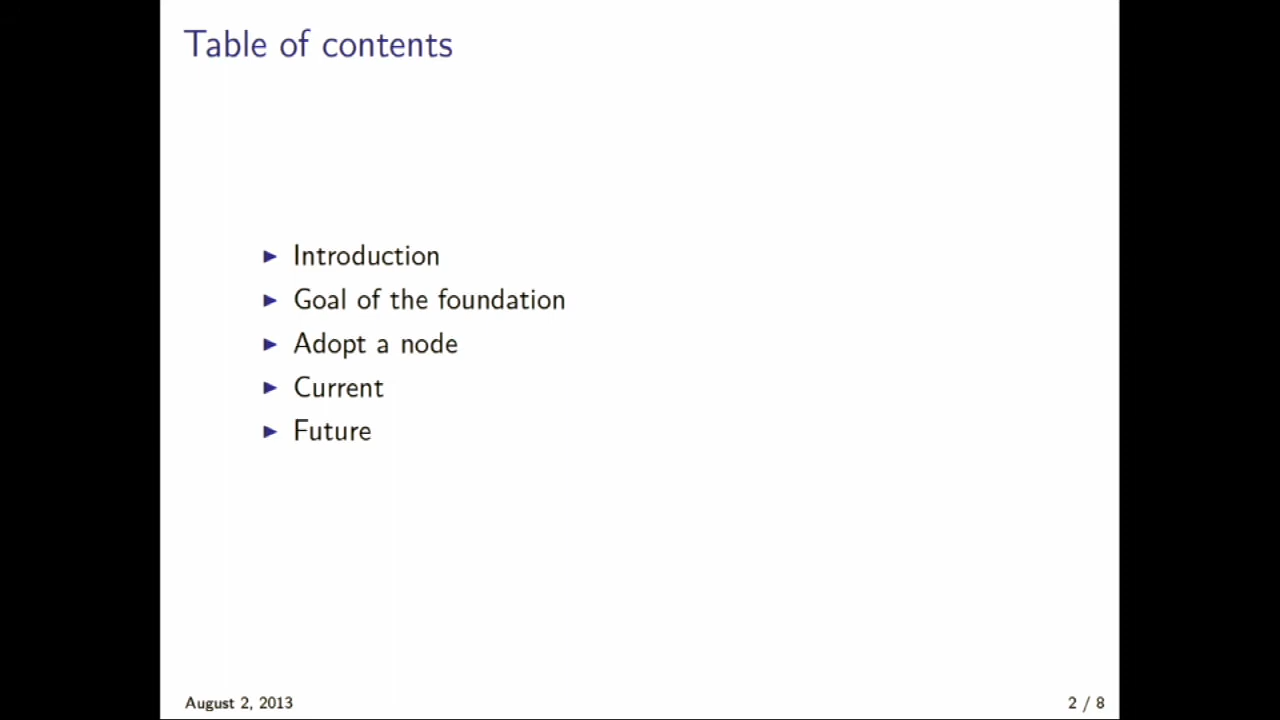 Table of contents
Introduction
Goal of the foundation
Adopt a node
Current
Future
August 2, 2013
2 / 8